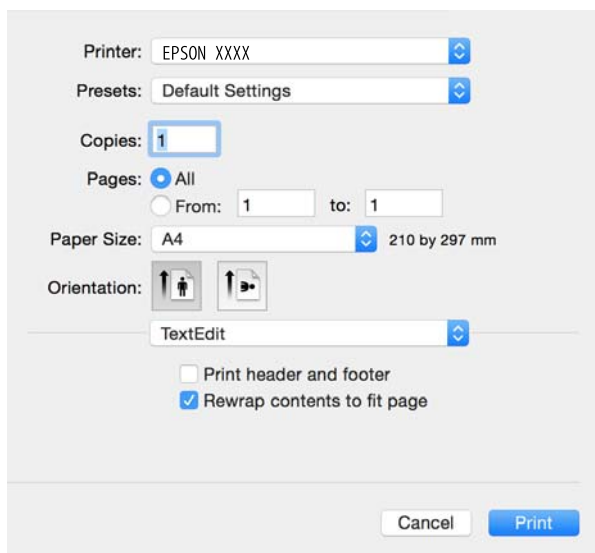 Printer: EPSON XXXX
Presets: Default Settings
Copies: 1
Pages: All
From: 1 to: 1
Paper Size: A4 210 by 297 mm
Orientation:
TextEdit
Print header and footer
Rewrap contents to fit page
Cancel Print